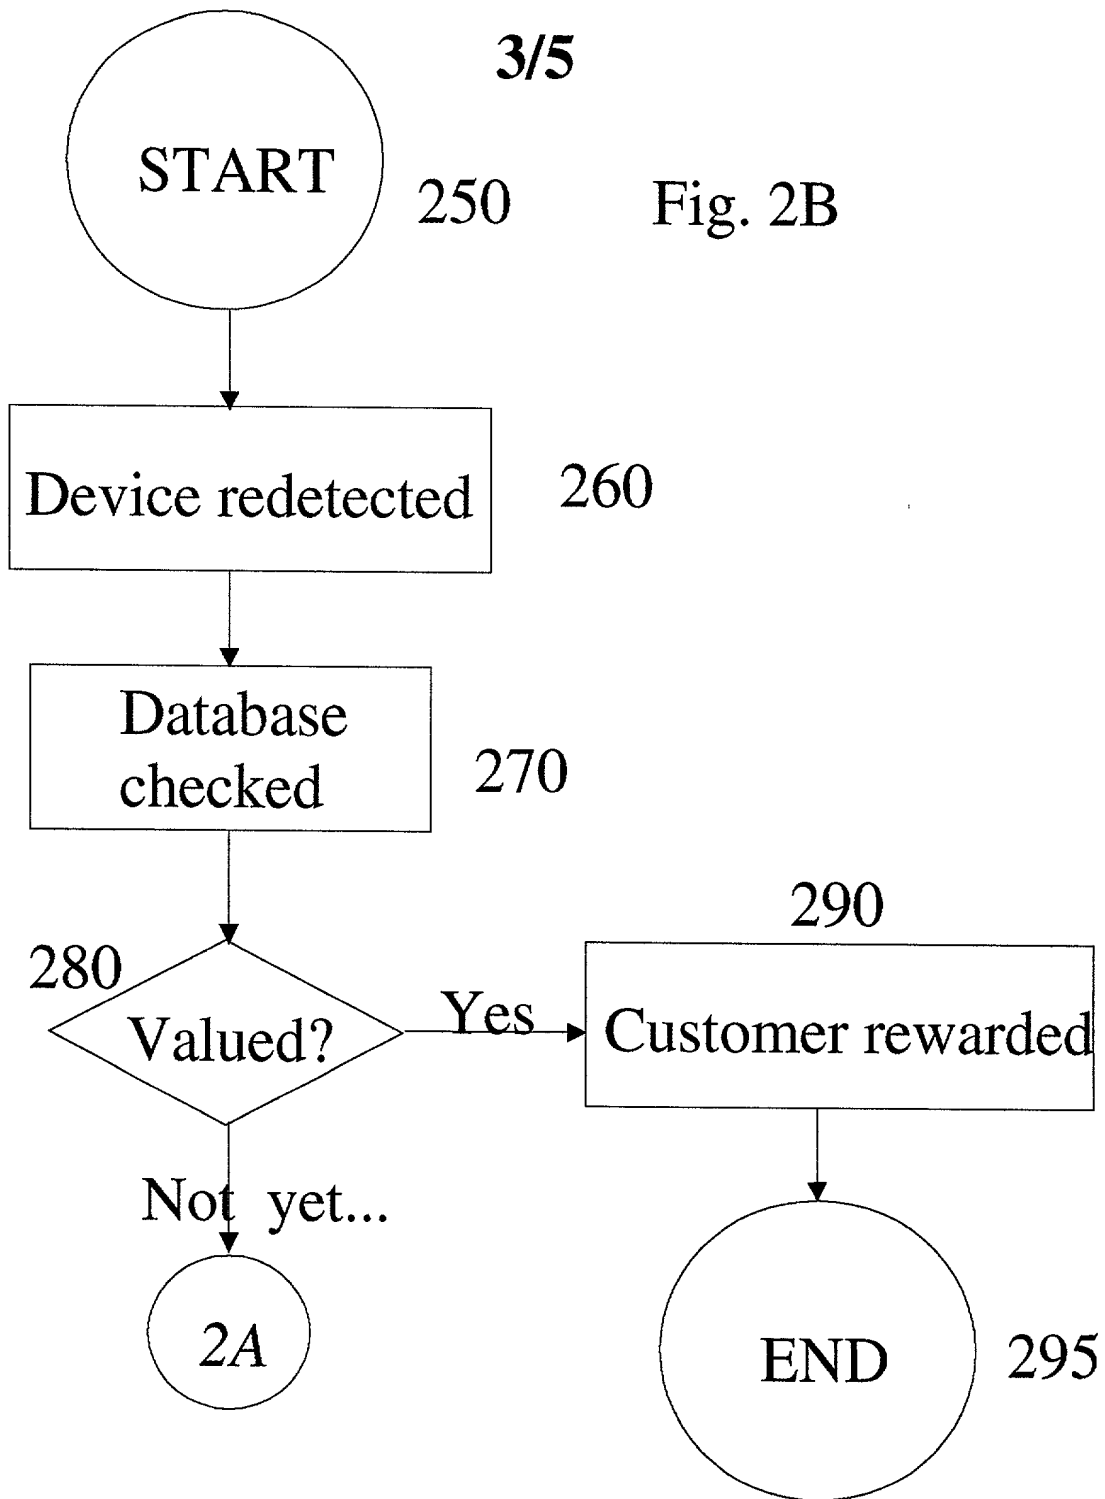 3/5
START
250
Fig. 2B
Device redetected
260
Database
checked
270
280
Valued?
Yes
290
Customer rewarded
Not yet...
2A
END
295